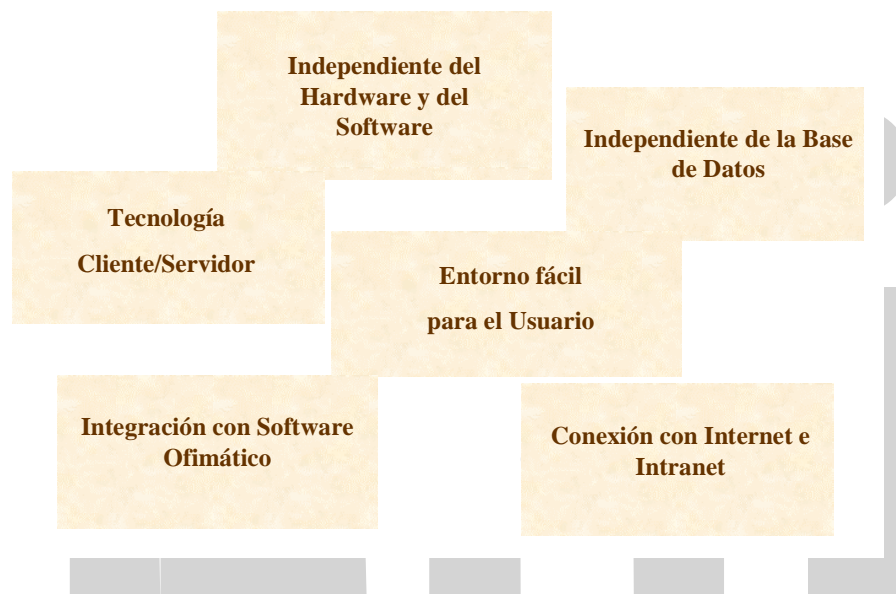 Independiente del
Hardware y del
Software
Independiente de la Base
de Datos
Tecnología
Cliente/Servidor
Entorno fácil
para el Usuario
Integración con Software
Ofimático
Conexión con Internet e
Intranet